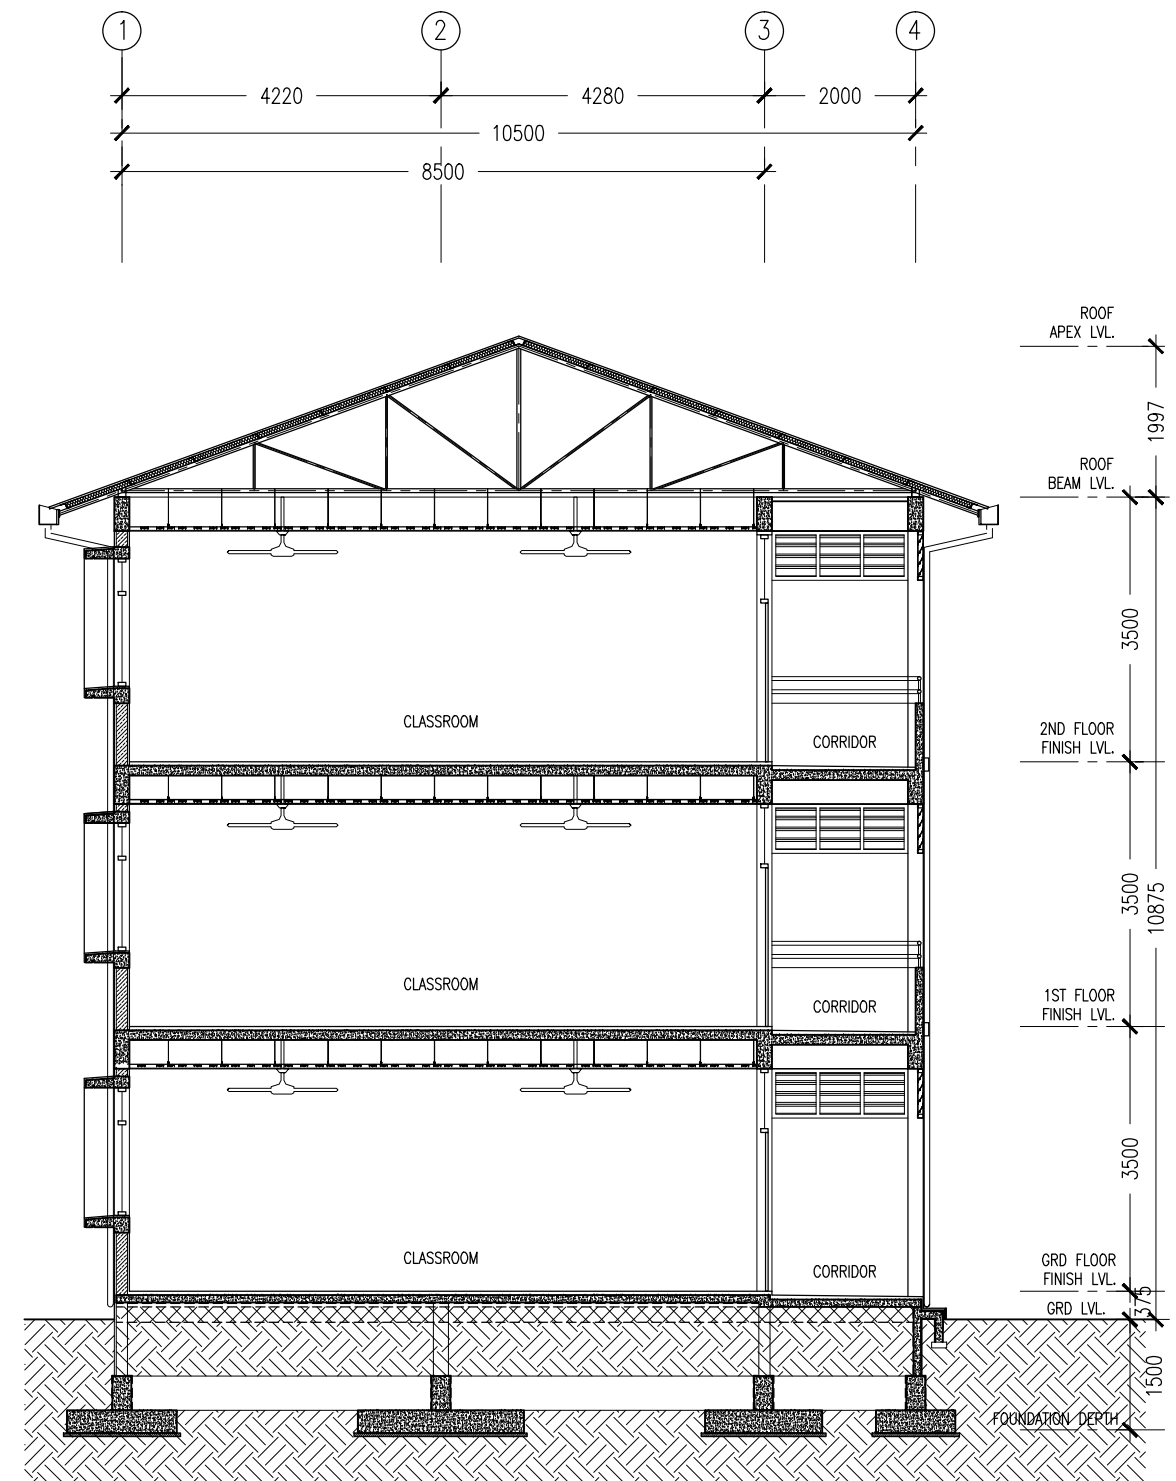 1 2 3 4
4220 4280 2000
10500
8500
ROOF
APEX LVL.
1997
ROOF
BEAM LVL.
3500
CLASSROOM
CORRIDOR
2ND FLOOR
FINISH LVL.
3500
10875
CLASSROOM
CORRIDOR
1ST FLOOR
FINISH LVL.
3500
CLASSROOM
CORRIDOR
GRD FLOOR
FINISH LVL.
375
GRD LVL.
1500
FOUNDATION DEPTH